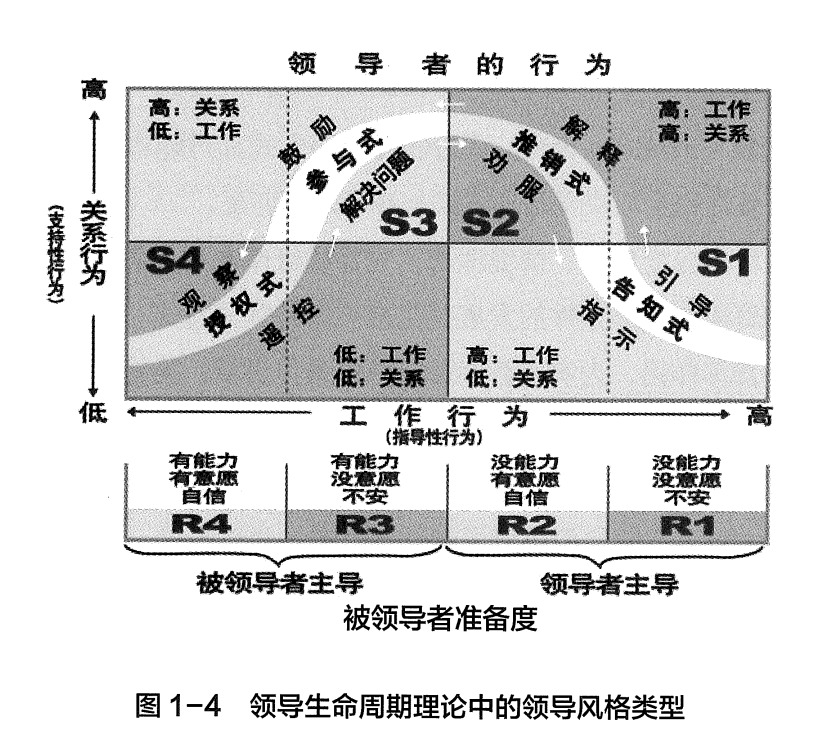 领导者的行为
高
高：关系
低：工作
高：工作
高：关系
鼓励
参与式
解决问题
解释
推销式
劝服
S3
S2
关系行为
(支持性行为)
S4
S1
观察
授权式
遥控
引导
告知式
指示
低：工作
低：关系
高：工作
低：关系
低
工作行为
高
(指导性行为)
有能力
有意愿
自信
有能力
没意愿
不安
没能力
有意愿
自信
没能力
没意愿
不安
R4
R3
R2
R1
被领导者主导
领导者主导
被领导者准备度
图 1-4 领导生命周期理论中的领导风格类型